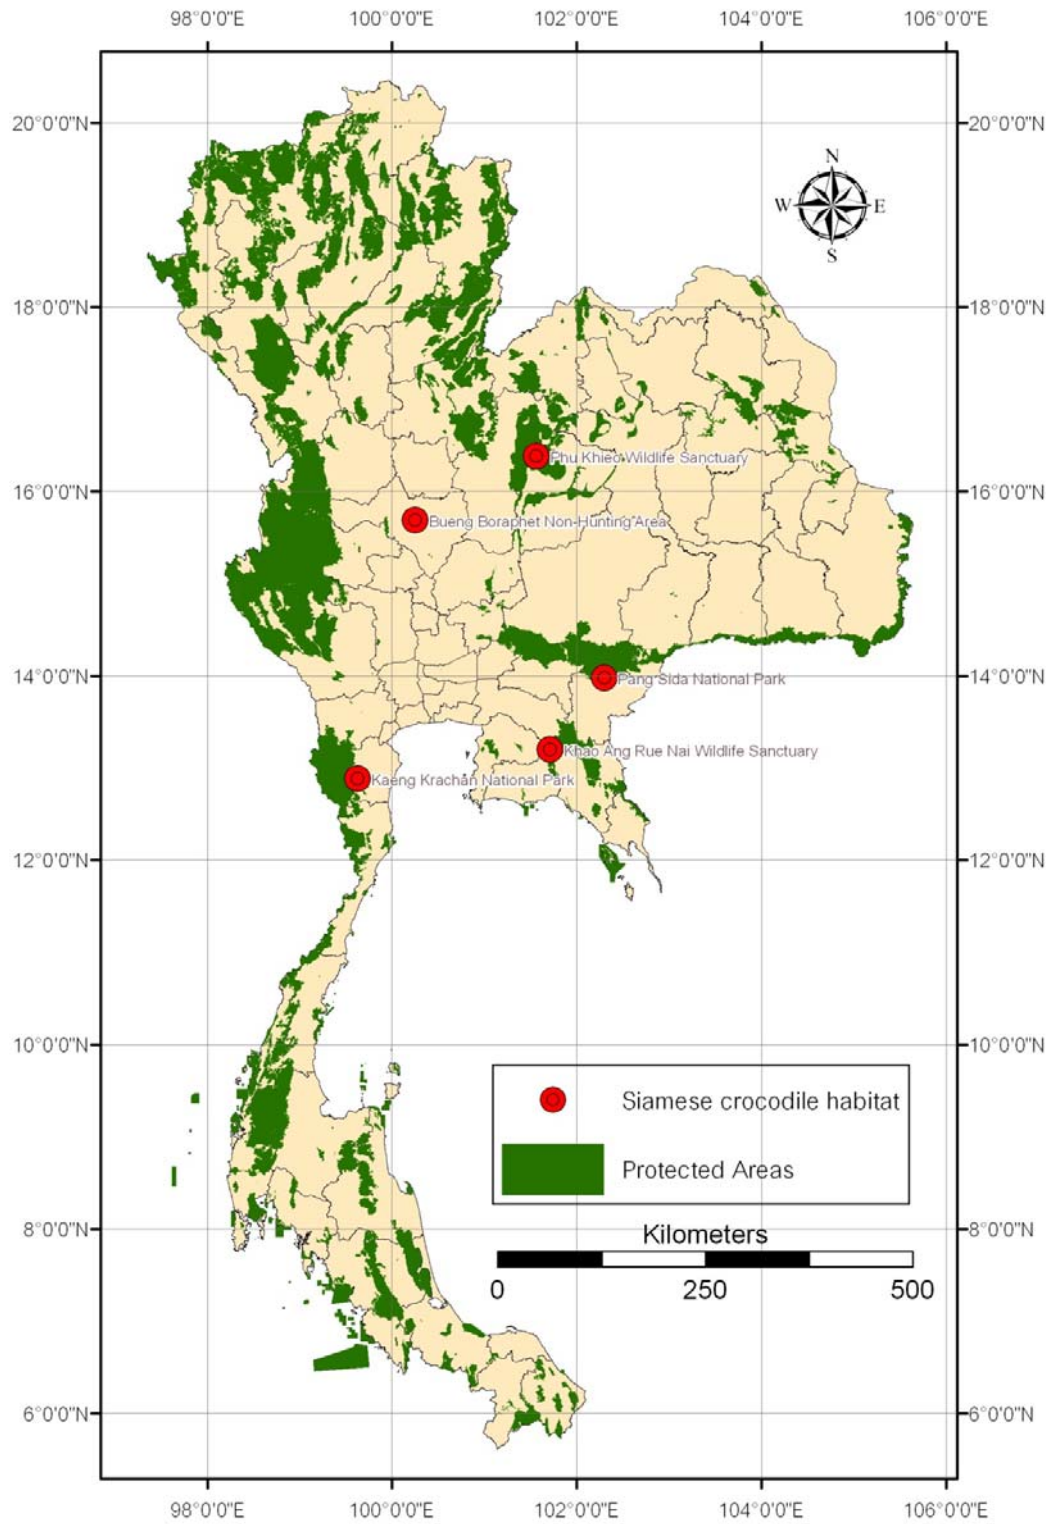 98°0'0"E 100°0'0"E 102°0'0"E 104°0'0"E 106°0'0"E
20°0'0"N 20°0'0"N
N
W E
S
18°0'0"N 18°0'0"N
Phu Khieo Wildlife Sanctuary
16°0'0"N 16°0'0"N
Bueng Boraphet Non-Hunting Area
14°0'0"N 14°0'0"N
Pang Sida National Park
Khao Ang Rue Nai Wildlife Sanctuary
Kaeng Krachan National Park
12°0'0"N 12°0'0"N
10°0'0"N 10°0'0"N
Siamese crocodile habitat
Protected Areas
8°0'0"N 8°0'0"N
Kilometers
0 250 500
6°0'0"N 6°0'0"N
98°0'0"E 100°0'0"E 102°0'0"E 104°0'0"E 106°0'0"E